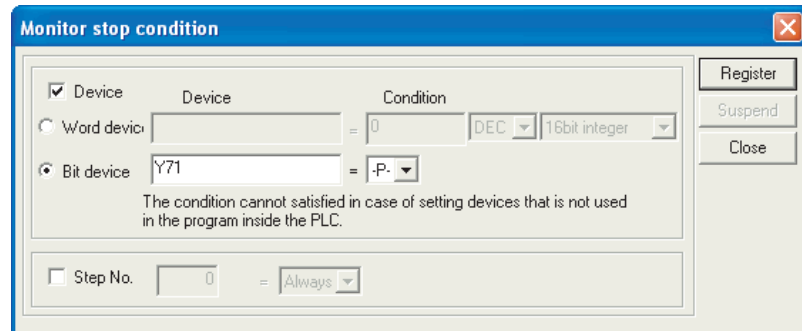 Monitor stop condition
Register
Suspend
Close
Device
Device Condition
Word devic = 0 DEC 16bit integer
Bit device Y71 = -P-
The condition cannot satisfied in case of setting devices that is not used
in the program inside the PLC.
Step No. 0 = Always